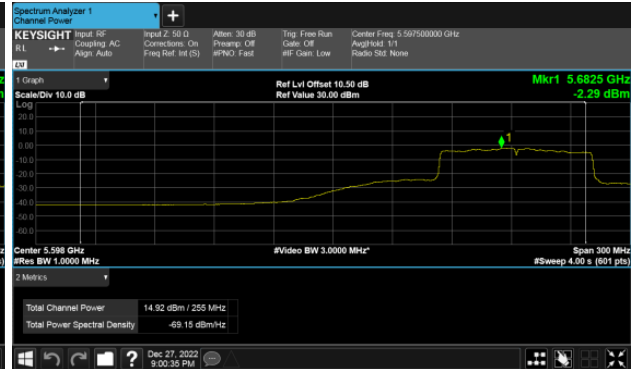 Spectrum Analyzer 1
Channel Power
+
KEYSIGHT Input: RF
RL
Coupling: AC
Align: Auto
Input Z: 50 Ω
Corrections: On
Freq Ref: Int (S)
Atten: 30 dB
Preamp: Off
#PNO: Fast
Trig: Free Run
Gate: Off
#IF Gain: Low
Center Freq: 5.597500000 GHz
Avg|Hold: 1/1
Radio Std: None
LXI
1 Graph
Scale/Div 10.0 dB
Ref Lvl Offset 10.50 dB
Ref Value 30.00 dBm
Mkr1 5.6825 GHz
-2.29 dBm
Log
20.0
10.0
0.00
-10.0
-20.0
-30.0
-40.0
-50.0
-60.0
1
Center 5.598 GHz
#Res BW 1.0000 MHz
#Video BW 3.0000 MHz*
Span 300 MHz
#Sweep 4.00 s (601 pts)
2 Metrics
Total Channel Power 14.92 dBm / 255 MHz
Total Power Spectral Density -69.15 dBm/Hz
?
Dec 27, 2022
9:00:35 PM